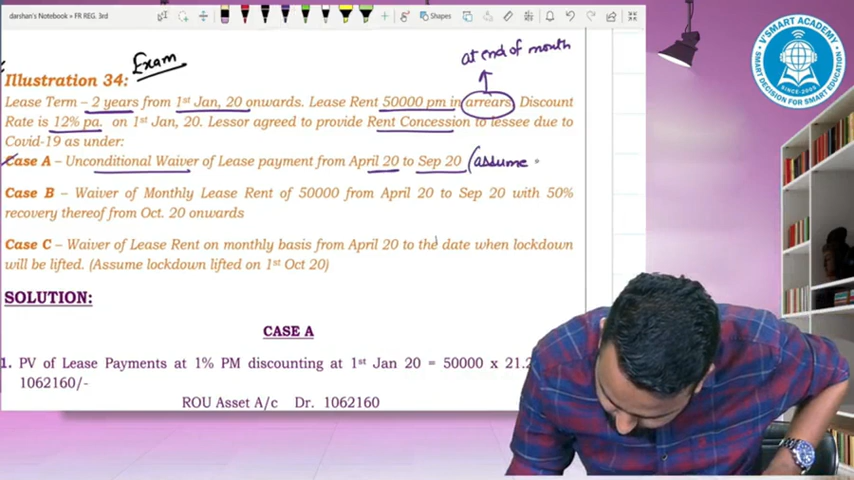 darshan's Notebook > FR REG. 3rd
Shapes
V'SMART ACADEMY
SINCE-2005
SMART DECISION FOR SMART EDUCATION
Exam
at end of month
Illustration 34:
Lease Term – 2 years from 1st Jan, 20 onwards. Lease Rent 50000 pm in arrears. Discount
Rate is 12% pa. on 1st Jan, 20. Lessor agreed to provide Rent Concession to lessee due to
Covid-19 as under:
Case A – Unconditional Waiver of Lease payment from April 20 to Sep 20 (assume
Case B – Waiver of Monthly Lease Rent of 50000 from April 20 to Sep 20 with 50%
recovery thereof from Oct. 20 onwards
Case C – Waiver of Lease Rent on monthly basis from April 20 to the date when lockdown
will be lifted. (Assume lockdown lifted on 1st Oct 20)
SOLUTION:
CASE A
1. PV of Lease Payments at 1% PM discounting at 1st Jan 20 = 50000 x 21.2
1062160/-
ROU Asset A/c Dr. 1062160